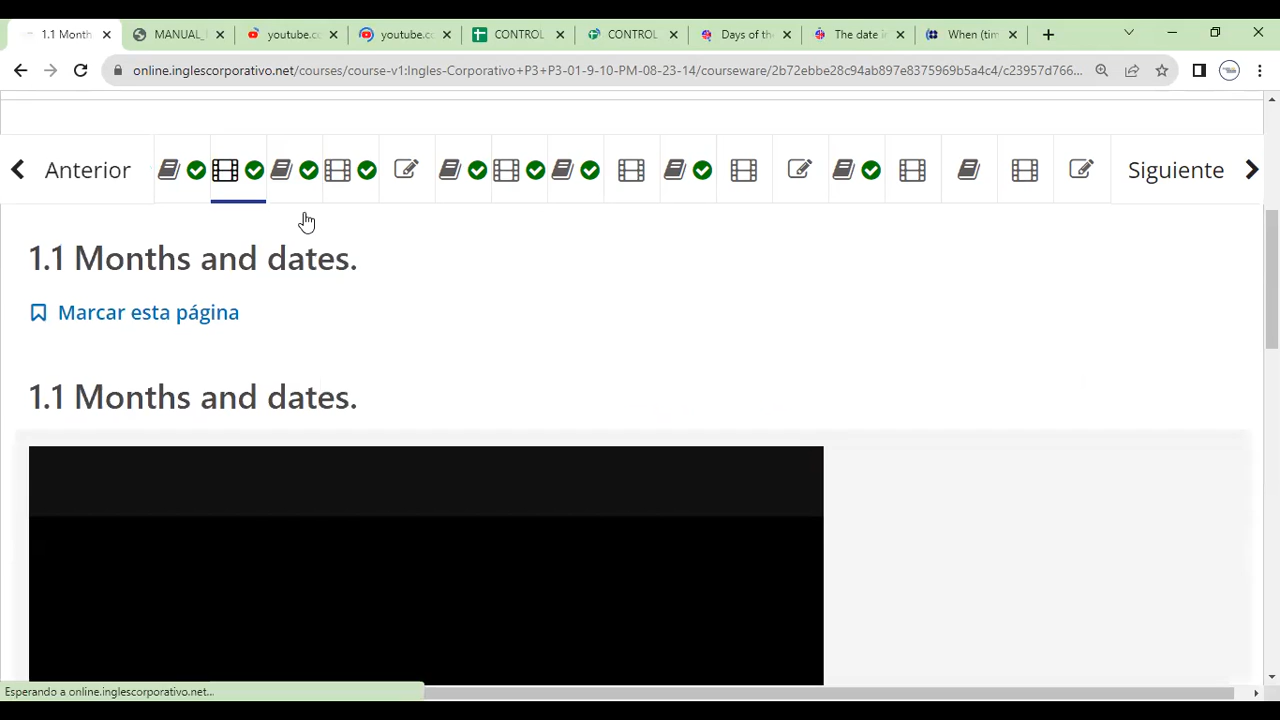 1.1 Month
MANUAL_
youtube.co
youtube.co
CONTROL
CONTROL
Days of th
The date i
When (tim
online.inglescorporativo.net/courses/course-v1:Ingles-Corporativo+P3+P3-01-9-10-PM-08-23-14/courseware/2b72ebbe28c94ab897e8375969b5a4c4/c23957d766...
Anterior
Siguiente
1.1 Months and dates.
Marcar esta página
1.1 Months and dates.
Esperando a online.inglescorporativo.net...